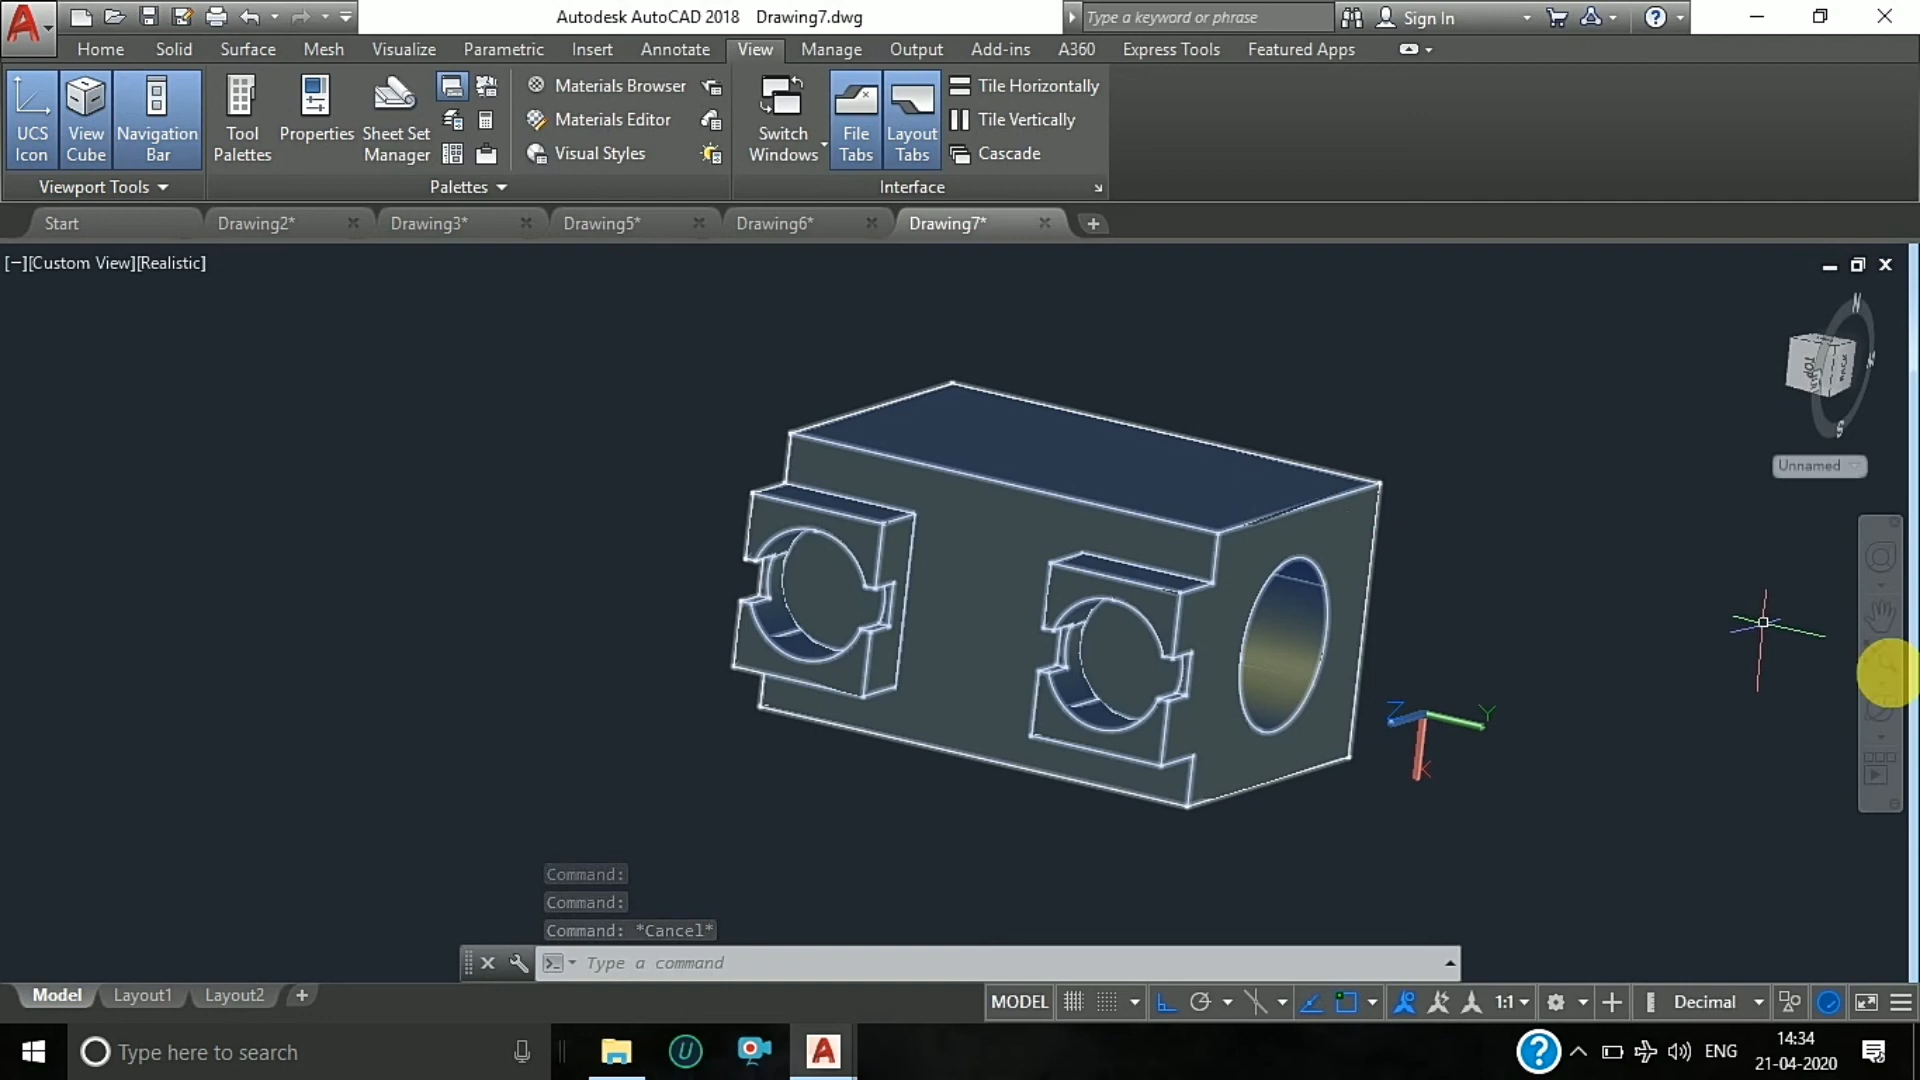 Autodesk AutoCAD 2018 Drawing7.dwg
Type a keyword or phrase
Sign In
Home Solid Surface Mesh Visualize Parametric Insert Annotate View Manage Output Add-ins A360 Express Tools Featured Apps
UCS Icon
View Cube
Navigation Bar
Tool Palettes
Properties
Sheet Set Manager
Materials Browser
Materials Editor
Visual Styles
Switch Windows
File Tabs
Layout Tabs
Tile Horizontally
Tile Vertically
Cascade
Viewport Tools
Palettes
Interface
Start Drawing2* Drawing3* Drawing5* Drawing6* Drawing7*
[−][Custom View][Realistic]
N
TOP
BACK
S
Unnamed
Z
Y
X
Command:
Command:
Command: *Cancel*
Type a command
Model Layout1 Layout2
MODEL
1:1
Decimal
Type here to search
ENG
14:34
21-04-2020